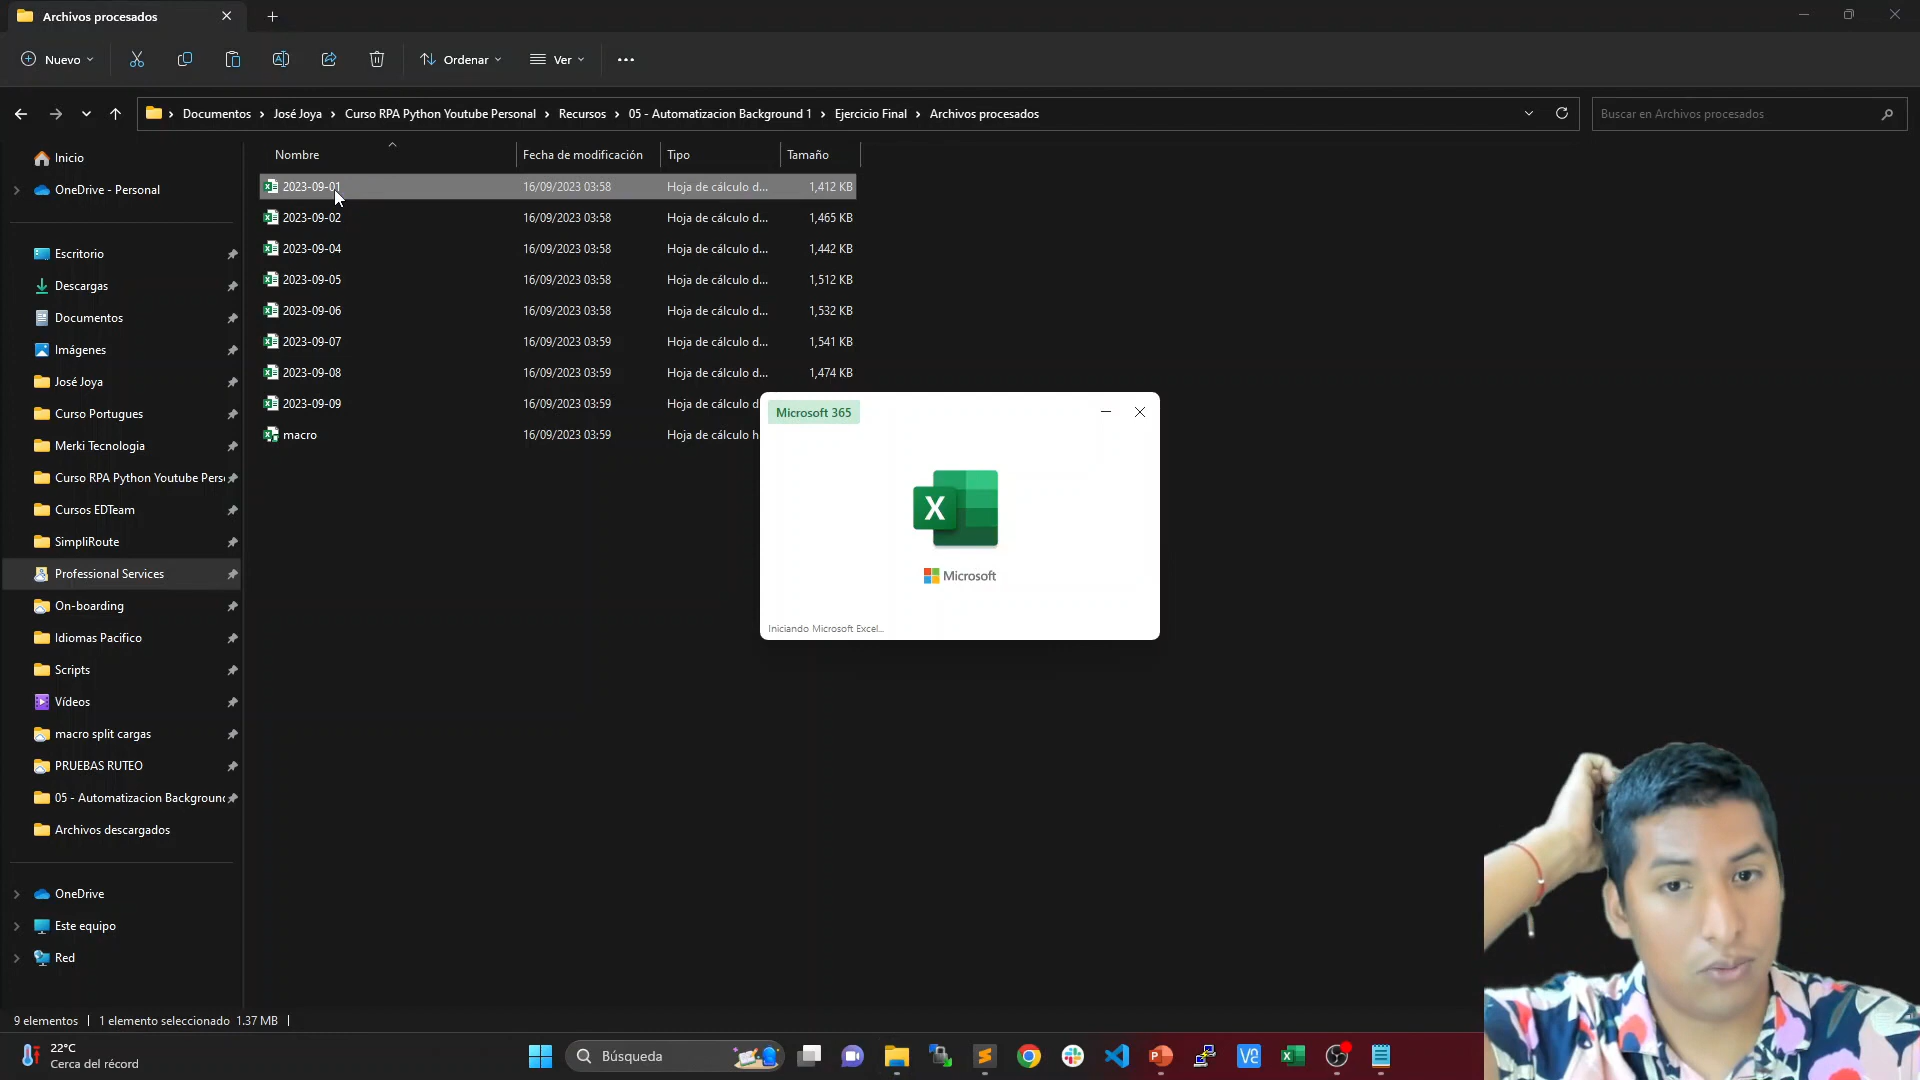 Archivos procesados
Nuevo
Ordenar
Ver
Documentos
José Joya
Curso RPA Python Youtube Personal
Recursos
05 - Automatizacion Background 1
Ejercicio Final
Archivos procesados
Buscar en Archivos procesados
Nombre
Fecha de modificación
Tipo
Tamaño
2023-09-01 16/09/2023 03:58 Hoja de cálculo d... 1,412 KB
2023-09-02 16/09/2023 03:58 Hoja de cálculo d... 1,465 KB
2023-09-04 16/09/2023 03:58 Hoja de cálculo d... 1,442 KB
2023-09-05 16/09/2023 03:58 Hoja de cálculo d... 1,512 KB
2023-09-06 16/09/2023 03:58 Hoja de cálculo d... 1,532 KB
2023-09-07 16/09/2023 03:59 Hoja de cálculo d... 1,541 KB
2023-09-08 16/09/2023 03:59 Hoja de cálculo d... 1,474 KB
2023-09-09 16/09/2023 03:59 Hoja de cálculo d
macro 16/09/2023 03:59 Hoja de cálculo h
Inicio
OneDrive - Personal
Escritorio
Descargas
Documentos
Imágenes
José Joya
Curso Portugues
Merki Tecnologia
Curso RPA Python Youtube Pers
Cursos EDTeam
SimpliRoute
Professional Services
On-boarding
Idiomas Pacifico
Scripts
Vídeos
macro split cargas
PRUEBAS RUTEO
05 - Automatizacion Backgroun
Archivos descargados
OneDrive
Este equipo
Red
Microsoft 365
X
Microsoft
Iniciando Microsoft Excel...
9 elementos
1 elemento seleccionado 1.37 MB
22°C
Cerca del récord
Búsqueda